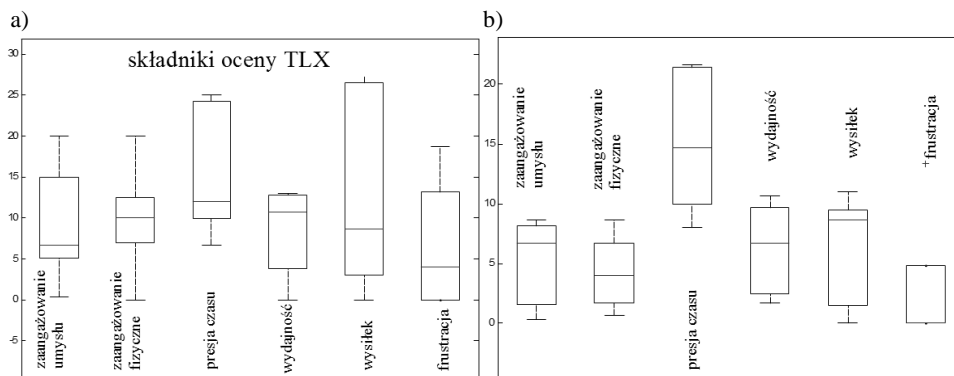 a)
składniki oceny TLX
30
25
20
15
10
5
0
-5
zaangażowanie
umysłu
zaangażowanie
fizyczne
presja czasu
wydajność
wysiłek
frustracja
b)
20
15
10
5
0
zaangażowanie
umysłu
zaangażowanie
fizyczne
presja czasu
wydajność
wysiłek
frustracja